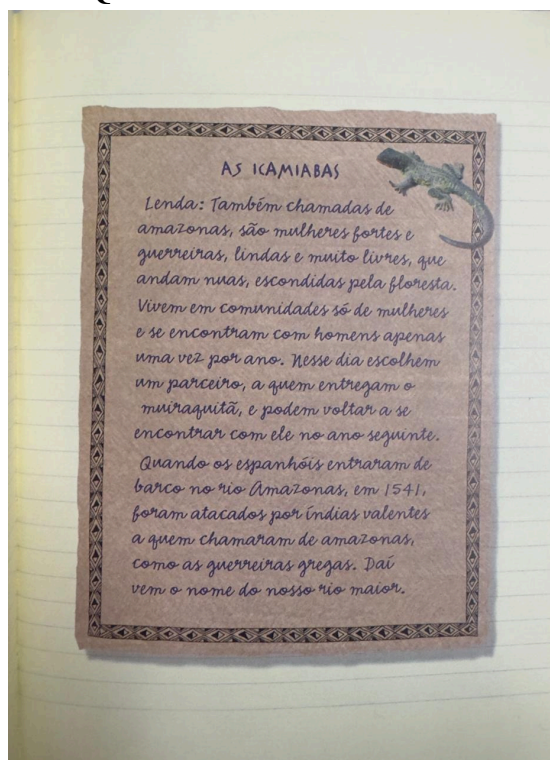 AS ICAMIABAS
Lenda: Também chamadas de
amazonas, são mulheres fortes e
guerreiras, lindas e muito livres, que
andam nuas, escondidas pela floresta.
Vivem em comunidades só de mulheres
e se encontram com homens apenas
uma vez por ano. Nesse dia escolhem
um parceiro, a quem entregam o
muiraquitã, e podem voltar a se
encontrar com ele no ano seguinte.
Quando os espanhóis entraram de
barco no rio Amazonas, em 1541,
foram atacados por índias valentes
a quem chamaram de amazonas,
como as guerreiras gregas. Daí
vem o nome do nosso rio maior.